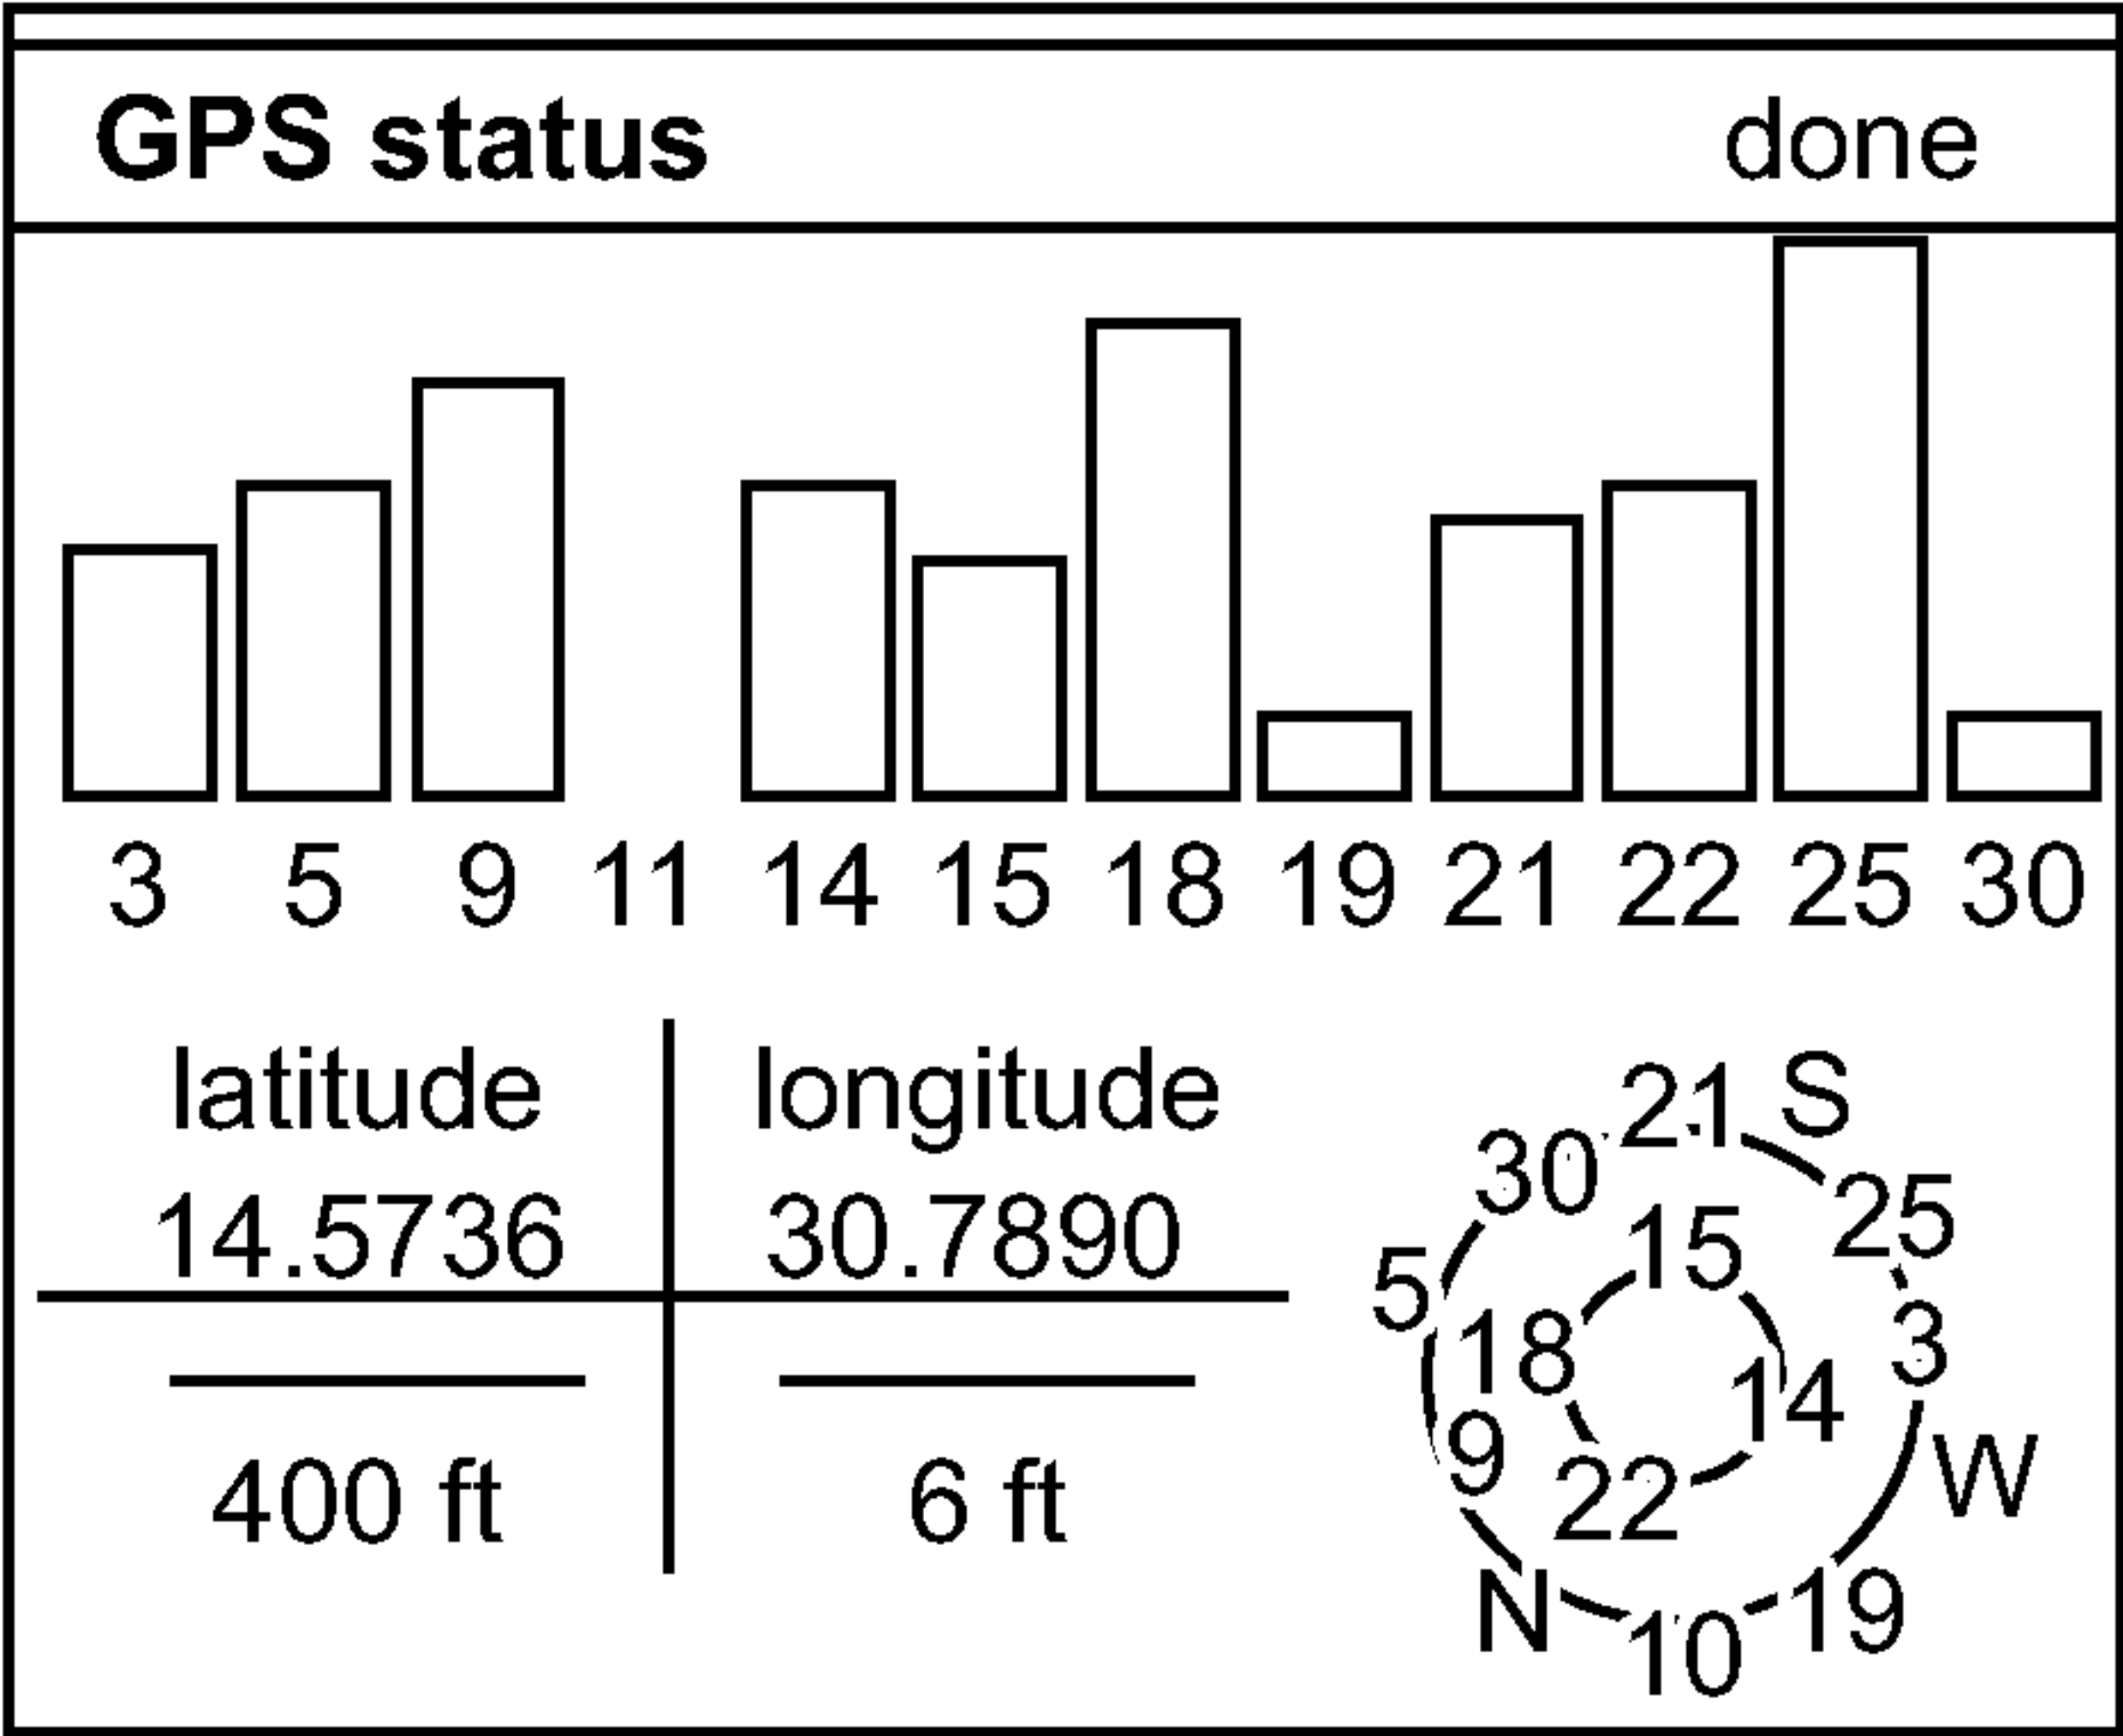 GPS status done
3 5 9 11 14 15 18 19 21 22 25 30
latitude longitude
14.5736 30.7890
400 ft 6 ft
21 S
30
25
15
5
3
18
14
9
W
22
N
19
10